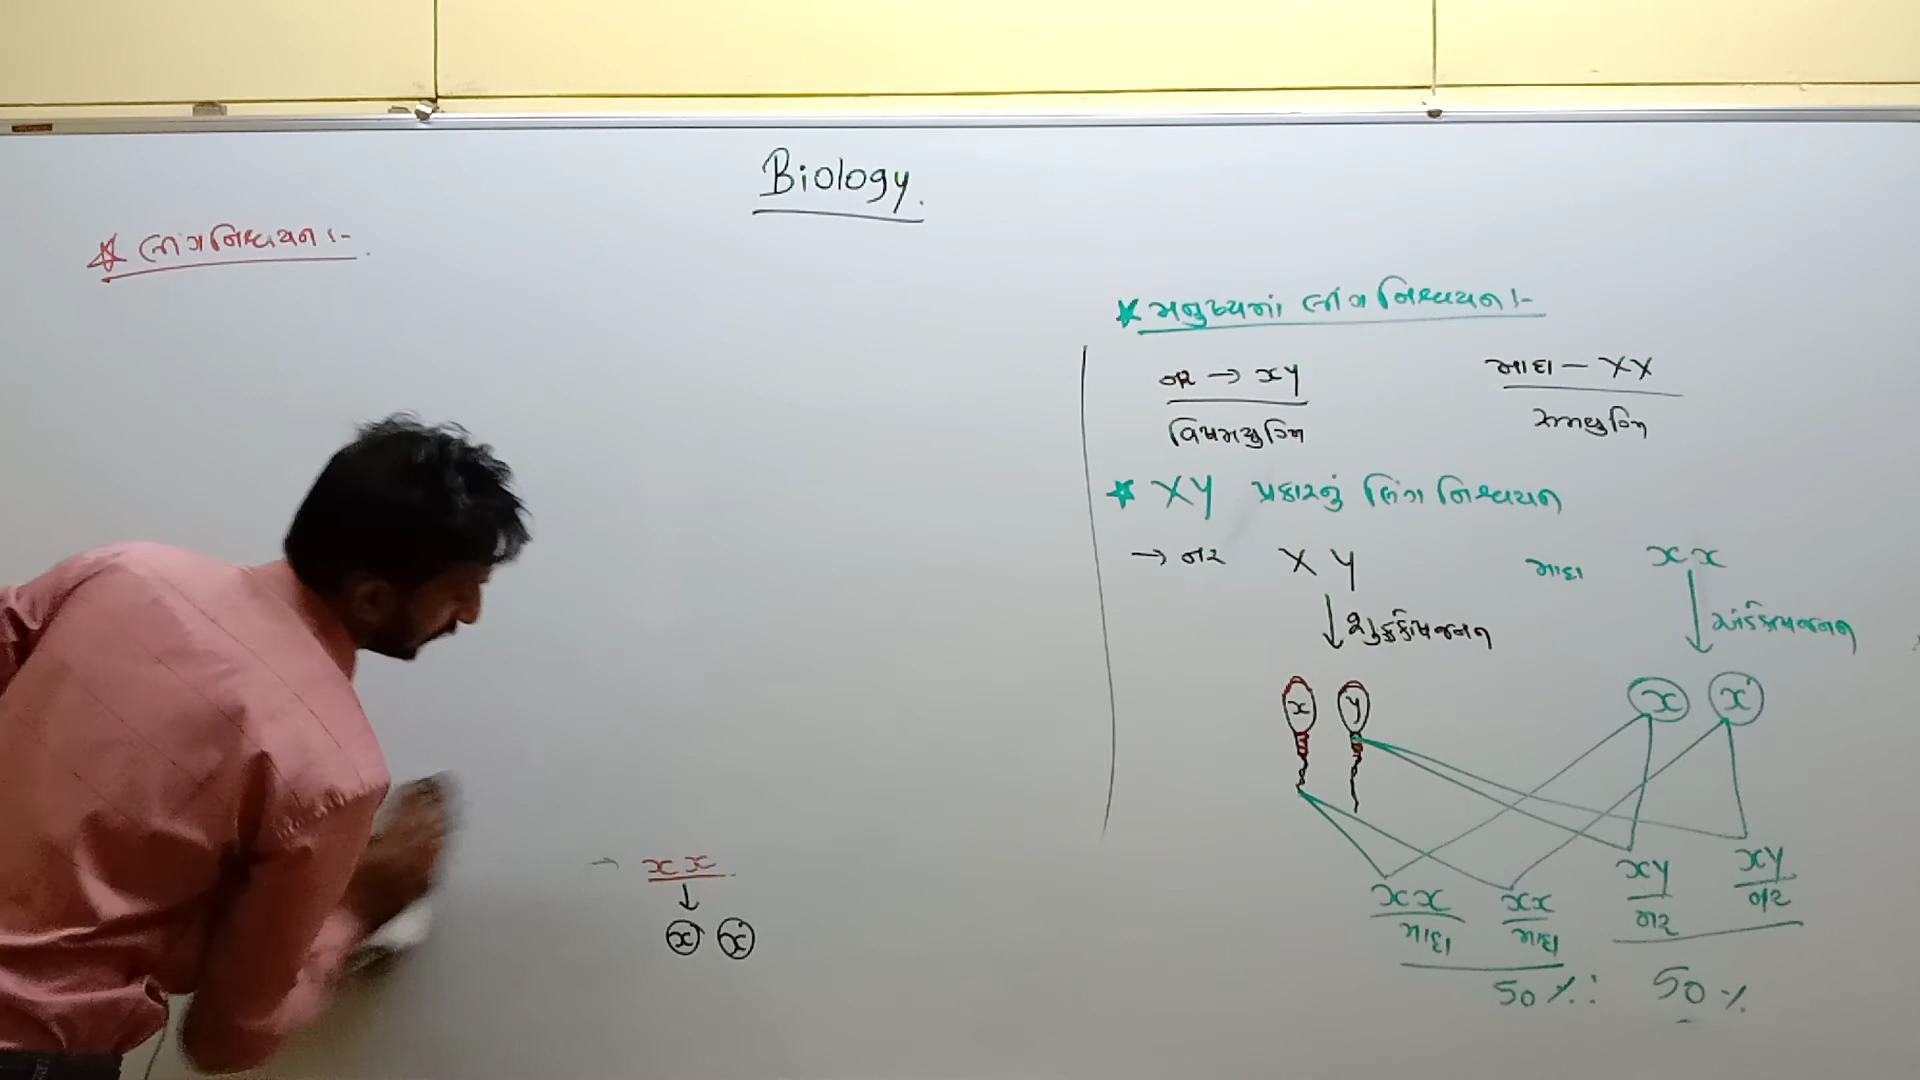 Biology.
* લીંગનિશ્ચયન :-
→ xx
↓
x x'
* મનુષ્યમાં લીંગ નિશ્ચયન :-
નર → xy માદા - XX
વિષમયુગ્મિ સમયુગ્મિ
* XY પ્રકારનું લિંગ નિશ્ચયન
→ નર X Y માદા xx
↓ શુક્રકોષજનન ↓ અંડકોષજનન
x y x x'
xx xx xy xy
માદા માદા નર નર
50 % : 50 %